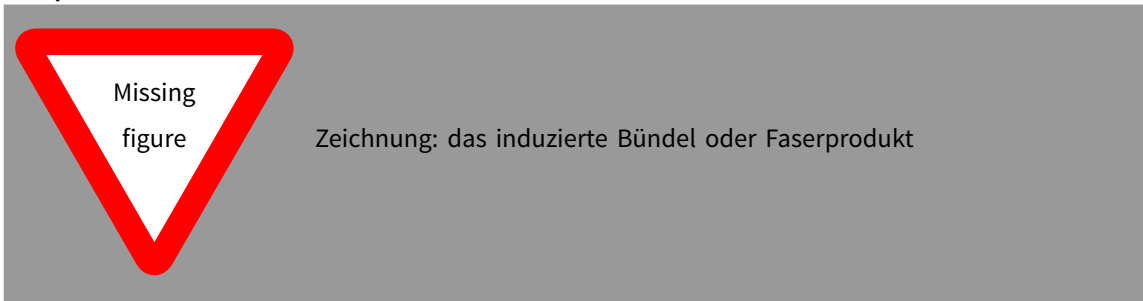 Missing
figure
Zeichnung: das induzierte Bündel oder Faserprodukt